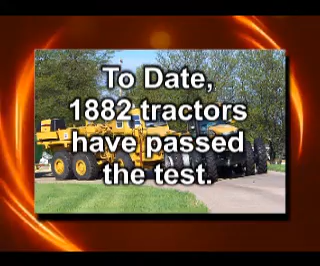 To Date,
1882 tractors
have passed
the test.